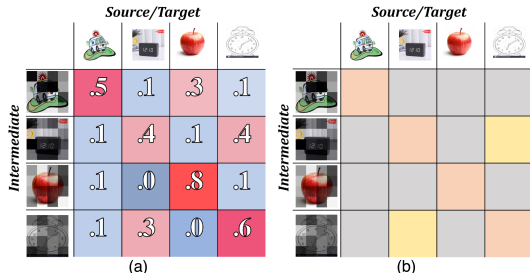 Source/Target
Source/Target
Intermediate
.5 .1 .3 .1
.1 .4 .1 .4
.1 .0 .8 .1
.1 .3 .0 .6
Intermediate
(a)
(b)